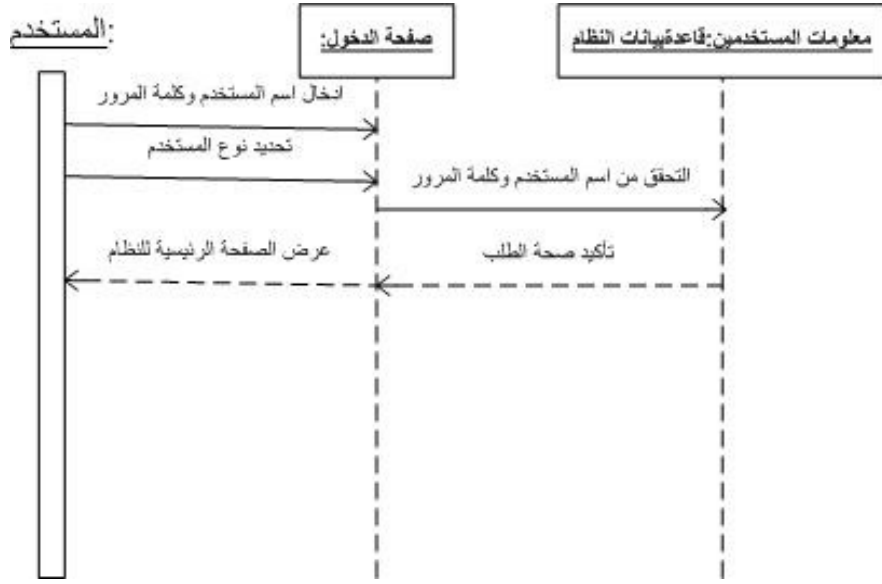 المستخدم:
صفحة الدخول:
معلومات المستخدمين:قاعدةبيانات النظام
ادخال اسم المستخدم وكلمة المرور
تحديد نوع المستخدم
التحقق من اسم المستخدم وكلمة المرور
عرض الصفحة الرئيسية للنظام
تأكيد صحة الطلب